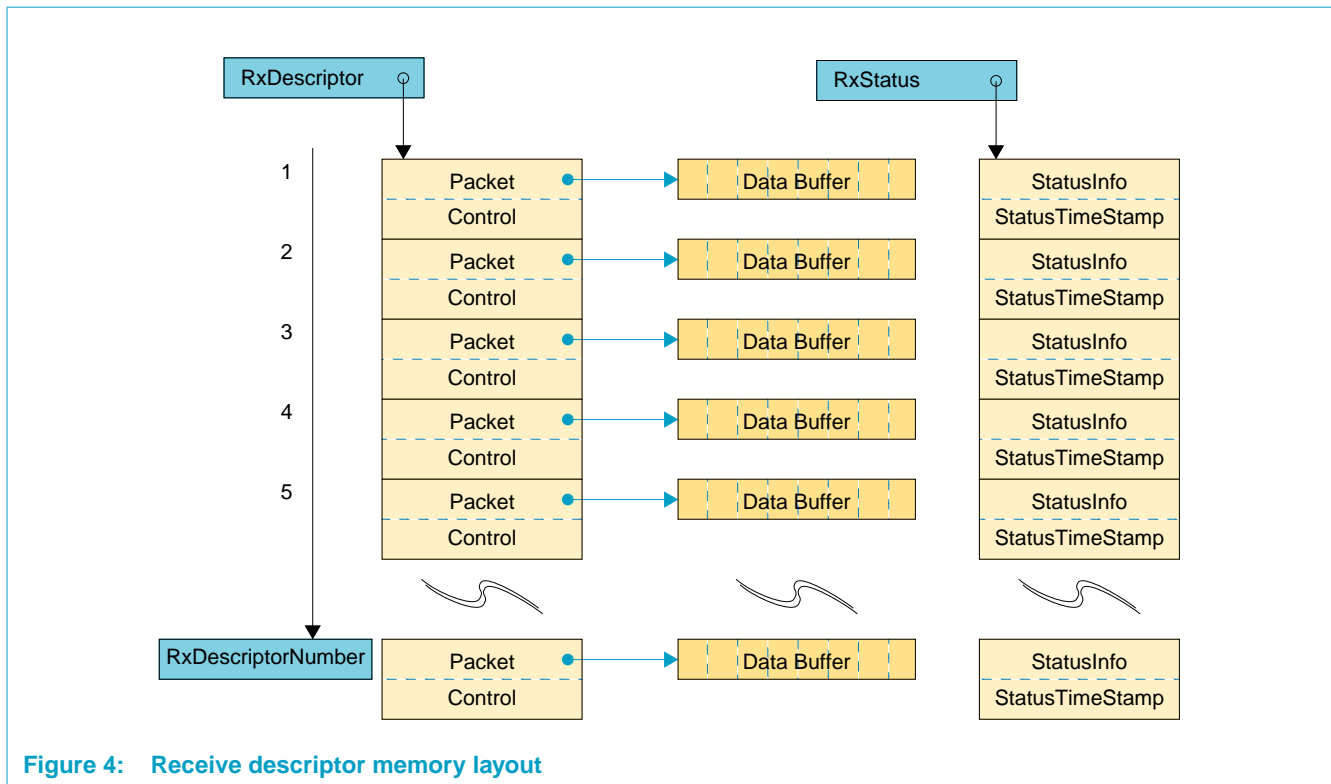 RxDescriptor
RxStatus
1
Packet
Data Buffer
StatusInfo
Control
StatusTimeStamp
2
Packet
Data Buffer
StatusInfo
Control
StatusTimeStamp
3
Packet
Data Buffer
StatusInfo
Control
StatusTimeStamp
4
Packet
Data Buffer
StatusInfo
Control
StatusTimeStamp
5
Packet
Data Buffer
StatusInfo
Control
StatusTimeStamp
RxDescriptorNumber
Packet
Data Buffer
StatusInfo
Control
StatusTimeStamp
Figure 4: Receive descriptor memory layout